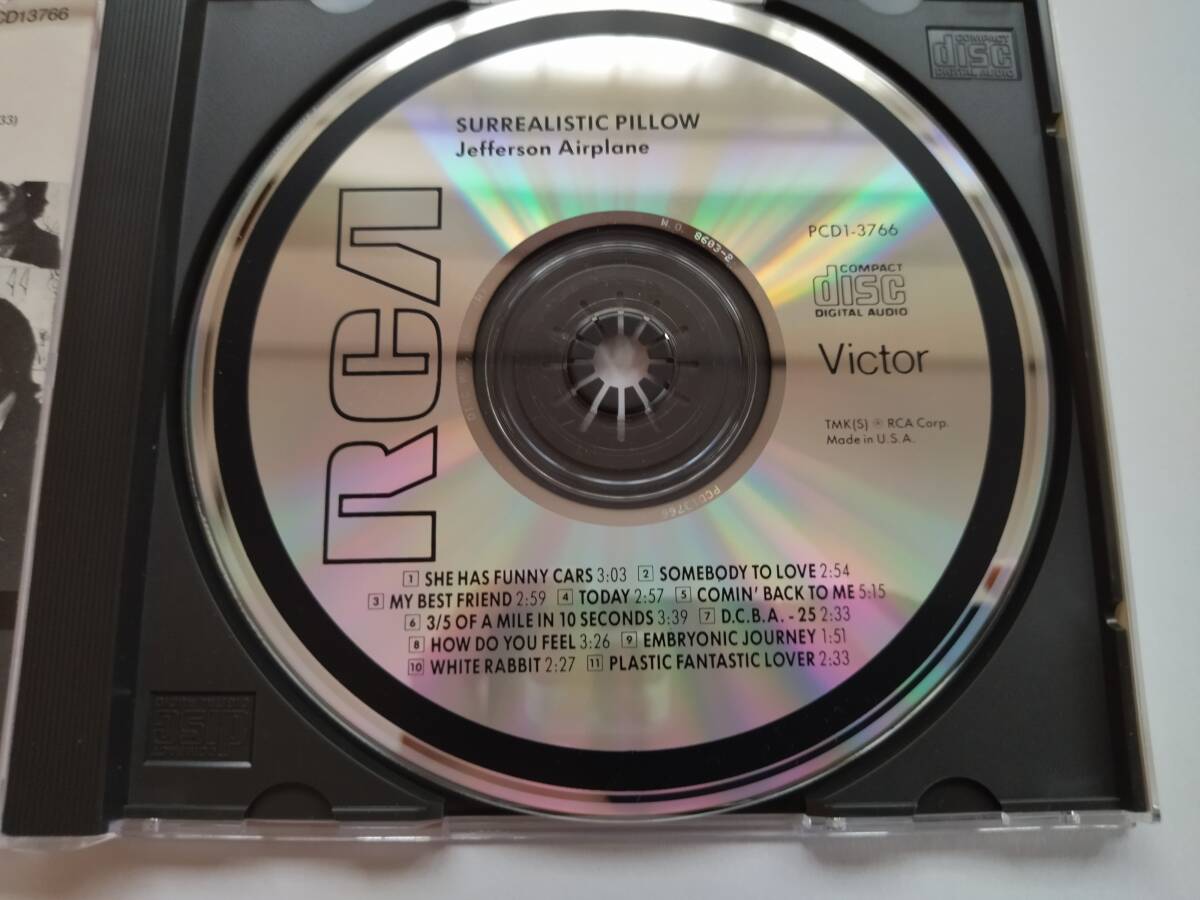 CD13766
33)
SURREALISTIC PILLOW
Jefferson Airplane
RCA
W.O. 8603-2
PCD1-3766
COMPACT
disc
DIGITAL AUDIO
Victor
TMK(S) ® RCA Corp.
Made in U.S.A.
PCD13766
1 SHE HAS FUNNY CARS 3:03 2 SOMEBODY TO LOVE 2:54
3 MY BEST FRIEND 2:59 4 TODAY 2:57 5 COMIN' BACK TO ME 5:15
6 3/5 OF A MILE IN 10 SECONDS 3:39 7 D.C.B.A. - 25 2:33
8 HOW DO YOU FEEL 3:26 9 EMBRYONIC JOURNEY 1:51
10 WHITE RABBIT 2:27 11 PLASTIC FANTASTIC LOVER 2:33
COMPACT
disc
DIGITAL AUDIO